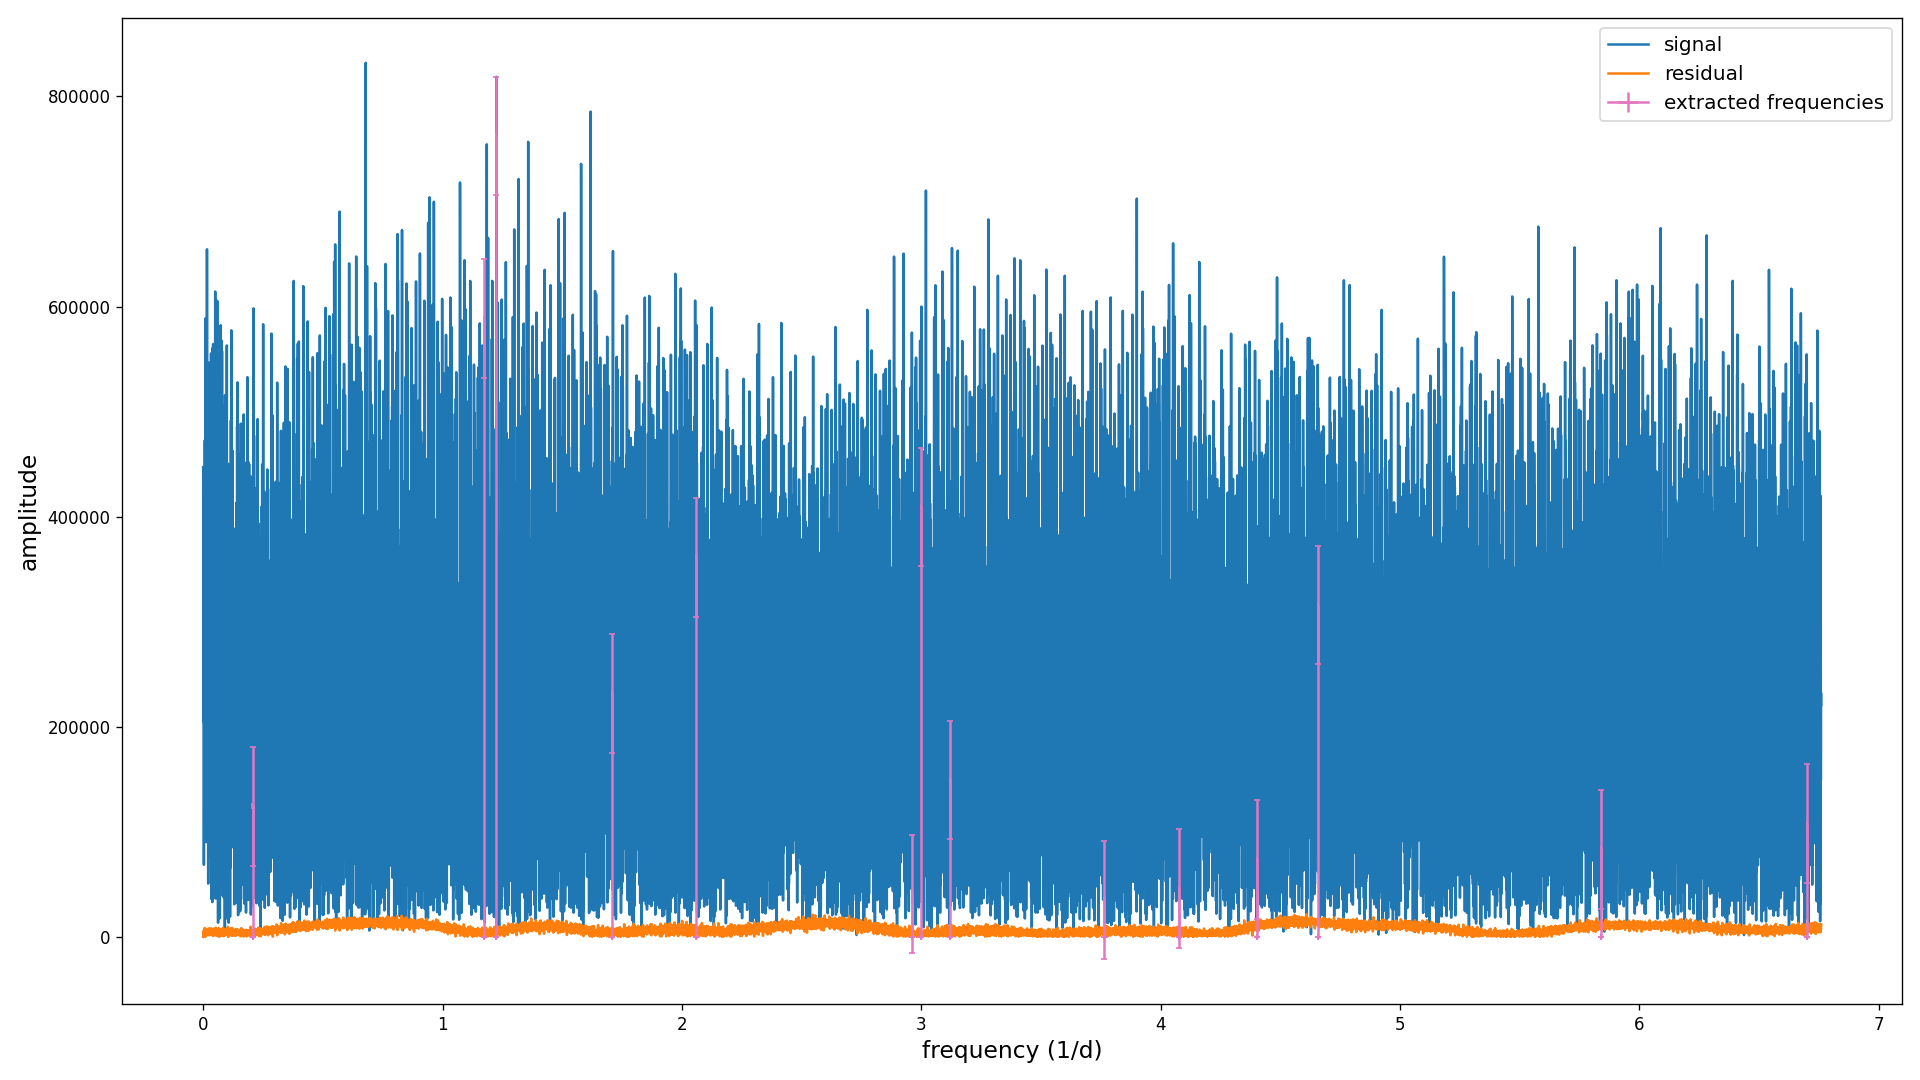 signal
residual
extracted frequencies
800000
600000
400000
200000
0
amplitude
0 1 2 3 4 5 6 7
frequency (1/d)